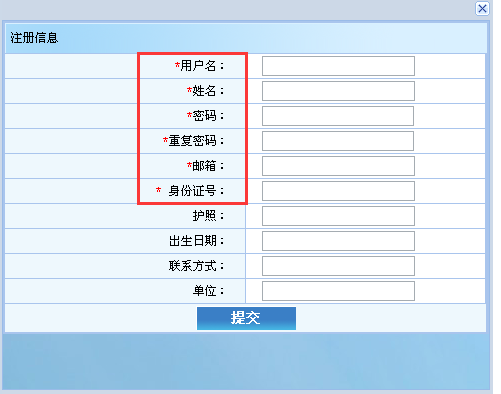 注册信息
*用户名：
*姓名：
*密码：
*重复密码：
*邮箱：
* 身份证号：
护照：
出生日期：
联系方式：
单位：
提交